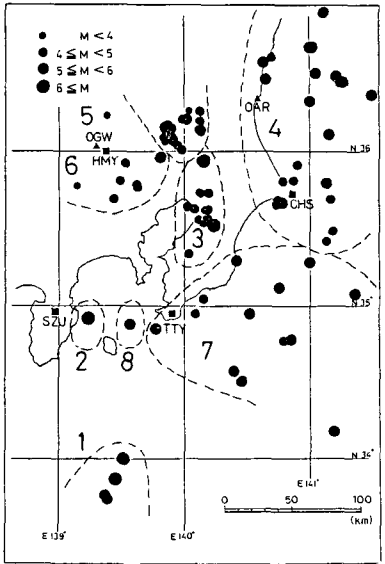 M < 4
4 ≦ M < 5
5 ≦ M < 6
6 ≦ M
5
OGW
HMY
6
OAR
4
N 36
CHS
3
N 35
SZJ
TTY
2
8
7
1
N 34
0 50 100
(km)
E 139
E 140
E 141